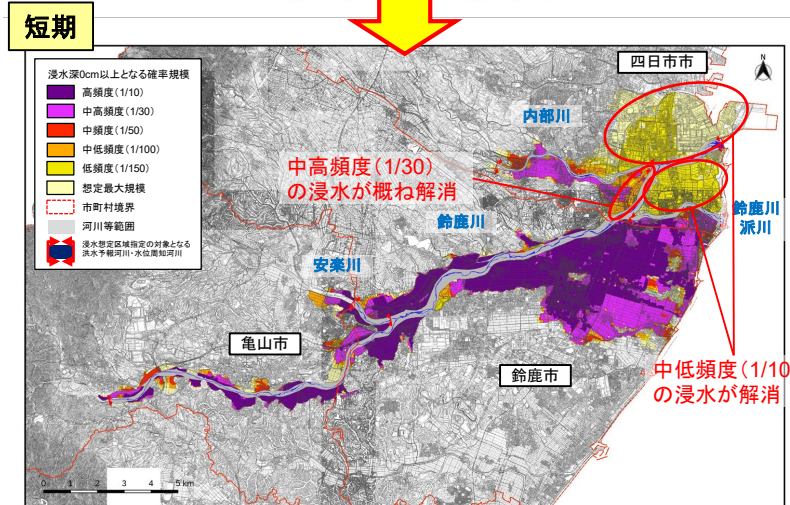 短期
四日市市
N
浸水深0cm以上となる確率規模
高頻度(1/10)
中高頻度(1/30)
中頻度(1/50)
中低頻度(1/100)
低頻度(1/150)
想定最大規模
市町村境界
河川等範囲
浸水想定区域指定の対象となる
洪水予報河川・水位周知河川
内部川
中高頻度(1/30)
の浸水が概ね解消
鈴鹿川
鈴鹿川
派川
安楽川
亀山市
鈴鹿市
中低頻度(1/10
の浸水が解消
0 1 2 3 4 5 km